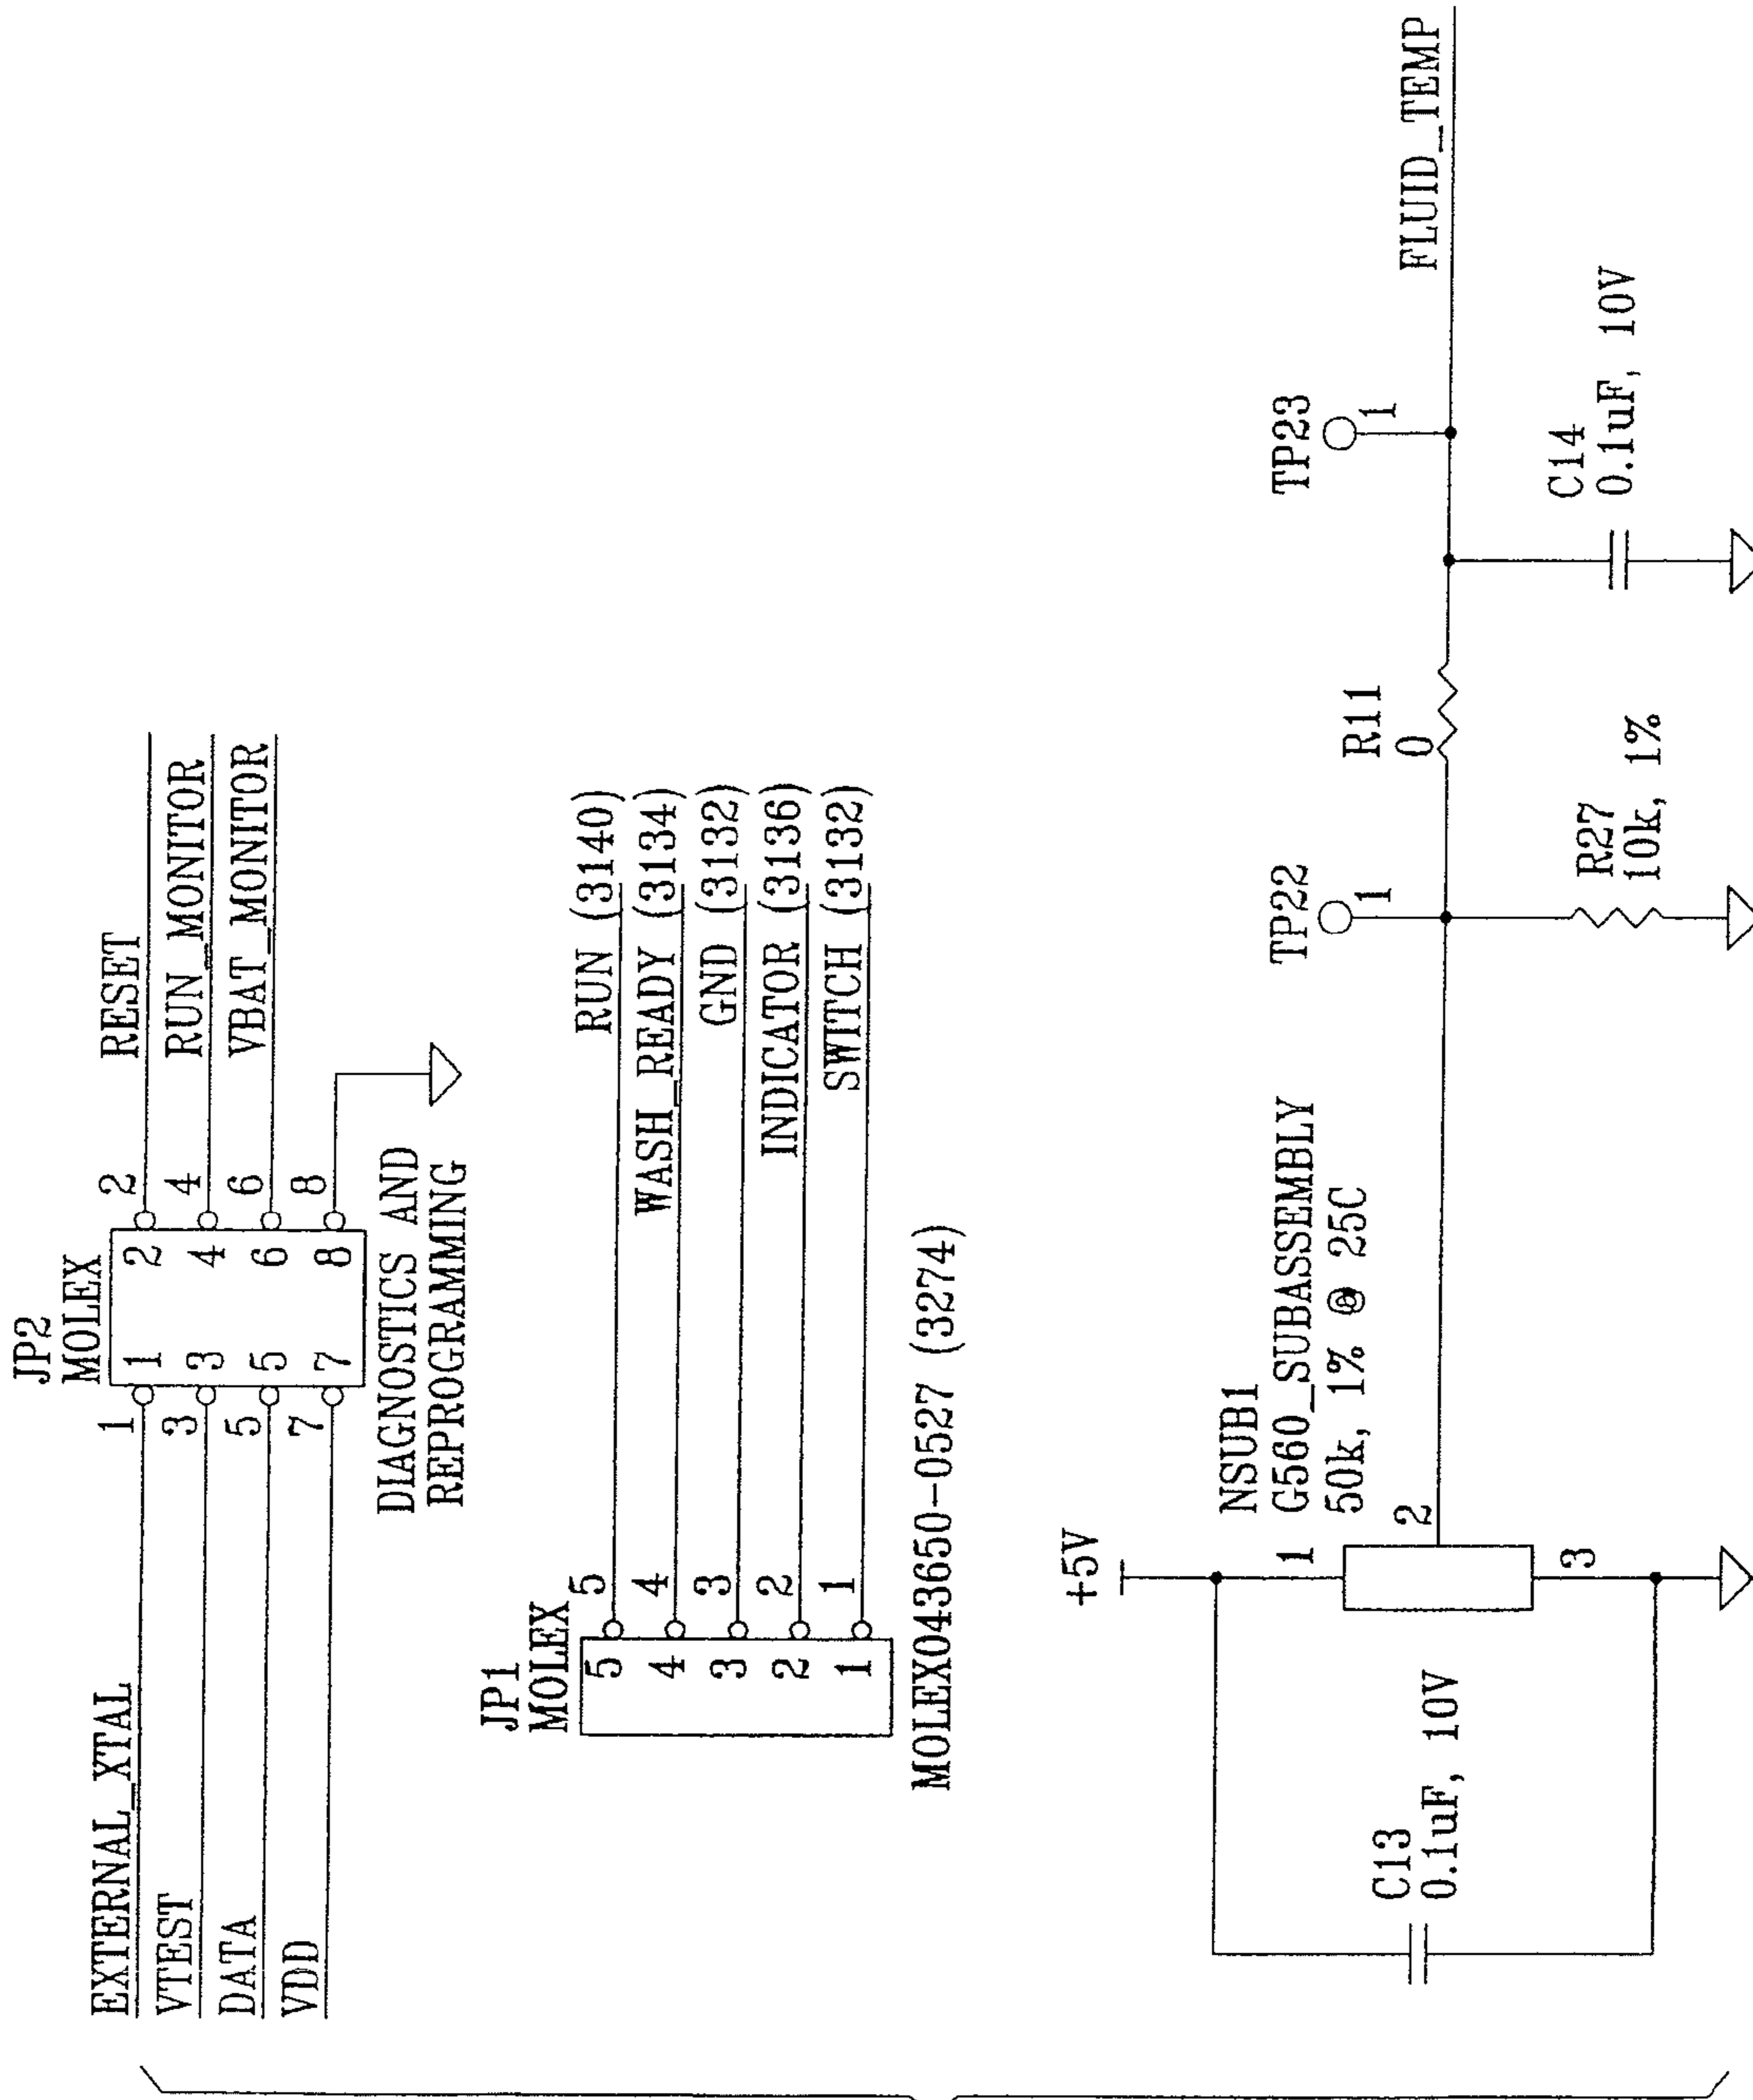 JP2
MOLEX
EXTERNAL_XTAL 1 1 2 2 RESET
VTEST 3 3 4 4 RUN_MONITOR
DATA 5 5 6 6 VBAT_MONITOR
VDD 7 7 8 8
DIAGNOSTICS AND
REPROGRAMING
JP1
MOLEX
5 5 RUN (3140)
4 4 WASH_READY (3134)
3 3 GND (3132)
2 2 INDICATOR (3136)
1 1 SWITCH (3132)
MOLEX043650-0527 (3274)
+5V
NSUB1
G560_SUBASSEMBLY
50k, 1% @ 25C
1
2
3
C13
0.1uF, 10V
TP22
1
R27
10k, 1%
R11
0
TP23
1
C14
0.1uF, 10V
FLUID_TEMP